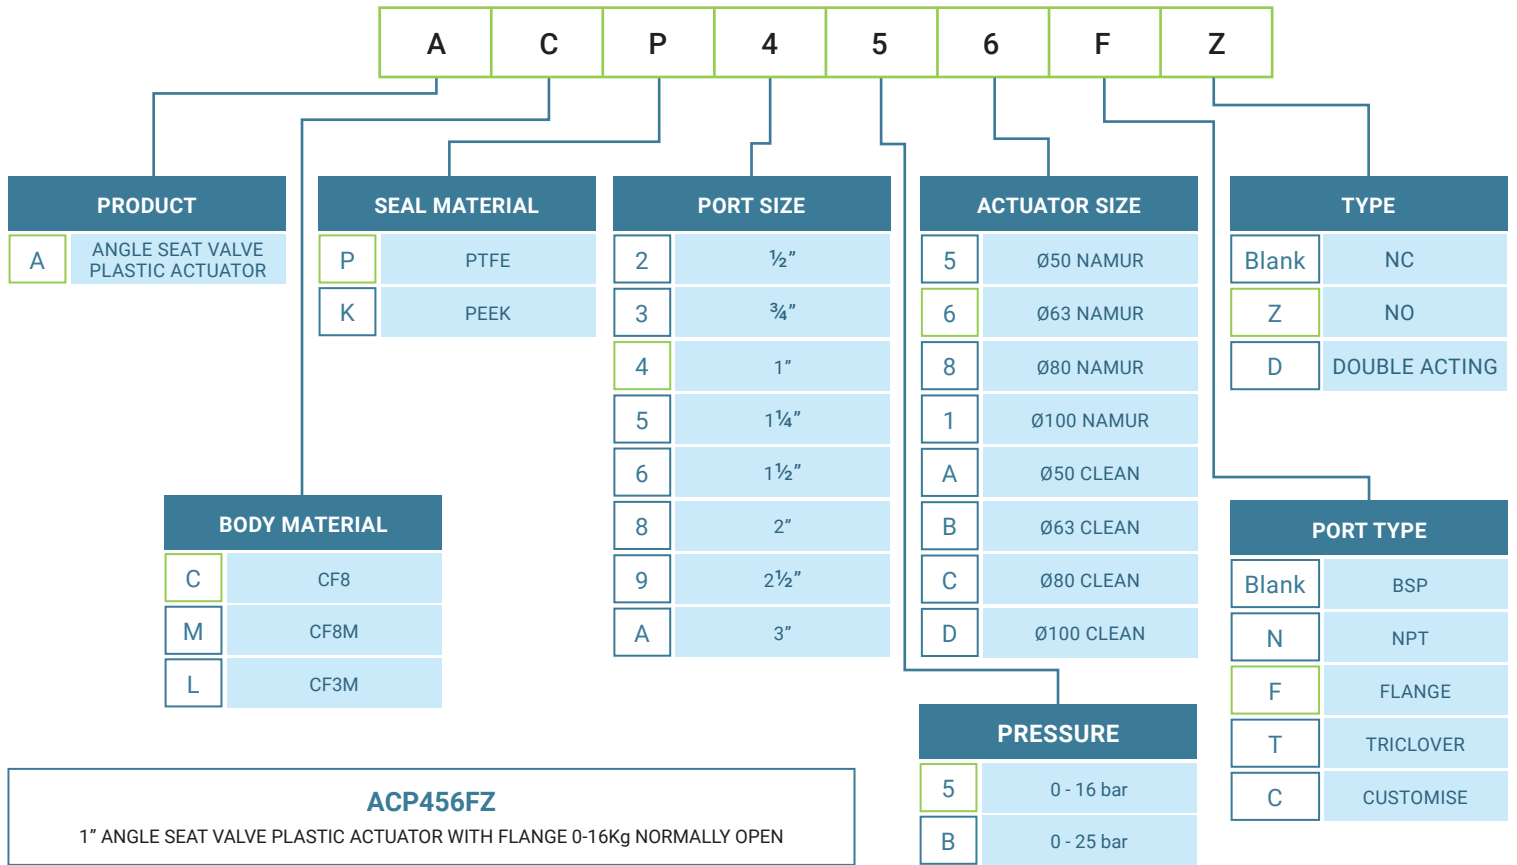 A C P 4 5 6 F Z
PRODUCT
A ANGLE SEAT VALVE
PLASTIC ACTUATOR
SEAL MATERIAL
P PTFE
K PEEK
PORT SIZE
2 ½”
3 ¾”
4 1”
5 1¼”
6 1½”
8 2”
9 2½”
A 3”
ACTUATOR SIZE
5 Ø50 NAMUR
6 Ø63 NAMUR
8 Ø80 NAMUR
1 Ø100 NAMUR
A Ø50 CLEAN
B Ø63 CLEAN
C Ø80 CLEAN
D Ø100 CLEAN
TYPE
Blank NC
Z NO
D DOUBLE ACTING
BODY MATERIAL
C CF8
M CF8M
L CF3M
PORT TYPE
Blank BSP
N NPT
F FLANGE
T TRICLOVER
C CUSTOMISE
PRESSURE
5 0 - 16 bar
B 0 - 25 bar
ACP456FZ
1” ANGLE SEAT VALVE PLASTIC ACTUATOR WITH FLANGE 0-16Kg NORMALLY OPEN